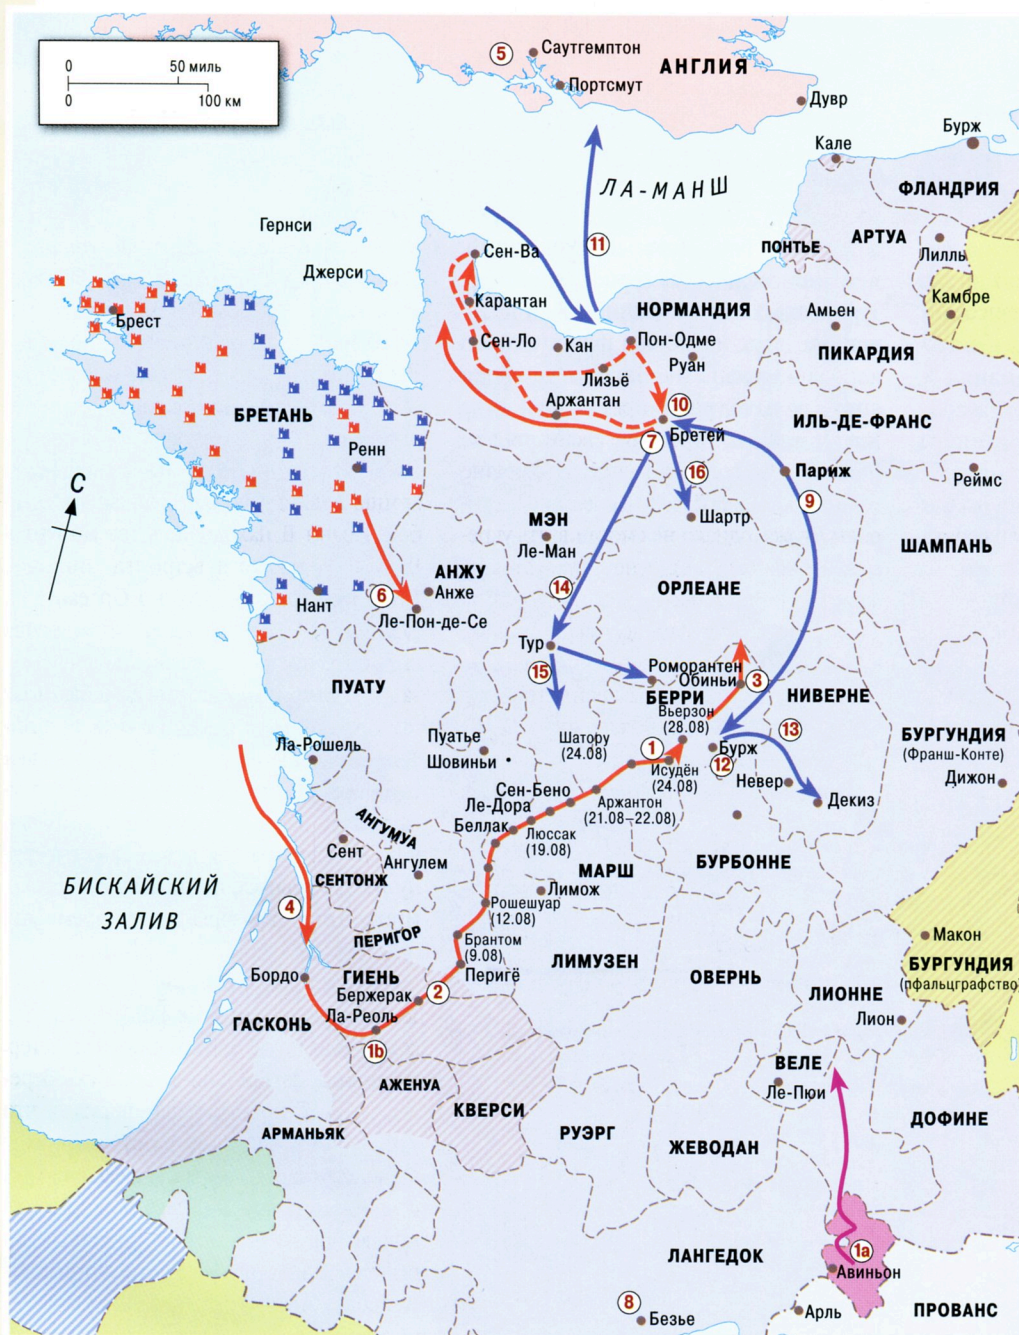 0 50 миль
0 100 км
5
Саутгемптон
Портсмут
АНГЛИЯ
Дувр
Кале
Бурж
ЛА-МАНШ
ФЛАНДРИЯ
Гернси
11
Сен-Ва
ПОНТЬЕ
АРТУА
Лилль
Джерси
Карантан
НОРМАНДИЯ
Амьен
Камбре
Брест
Сен-Ло
Кан
Пон-Одме
Руан
ПИКАРДИЯ
Лизьё
Аржантан
10
БРЕТАНЬ
7
Бретей
ИЛЬ-ДЕ-ФРАНС
Ренн
16
Париж
Реймс
С
9
МЭН
Шартр
Ле-Ман
ШАМПАНЬ
АНЖУ
6
Анже
14
ОРЛЕАНЕ
Нант
Ле-Пон-де-Се
Тур
15
Роморантен
Обиньи
3
ПУАТУ
БЕРРИ
НИВЕРНЕ
Вьерзон
(28.08)
13
Ла-Рошель
Пуатье
Шовиньи
Шатору
(24.08)
1
Бурж
12
БУРГУНДИЯ
(Франш-Конте)
Исудён
(24.08)
Невер
Дижон
Сен-Бено
Ле-Дора
Беллак
Аржантон
(21.08–22.08)
Декиз
АНГУМУА
Люссак
(19.08)
Сент
СЕНТОНЖ
Ангулем
МАРШ
БУРБОННЕ
БИСКАЙСКИЙ
ЗАЛИВ
Лимож
4
Рошешуар
(12.08)
ПЕРИГОР
Брантом
(9.08)
Макон
Бордо
ГИЕНЬ
Перигё
ЛИМУЗЕН
ОВЕРНЬ
БУРГУНДИЯ
(пфальцграфство)
Бержерак
2
ЛИОННЕ
ГАСКОНЬ
Ла-Реоль
Лион
1b
ВЕЛЕ
АЖЕНУА
Ле-Пюи
КВЕРСИ
ДОФИНЕ
АРМАНЬЯК
РУЭРГ
ЖЕВОДАН
ЛАНГЕДОК
1a
Авиньон
8
Безье
Арль
ПРОВАНС